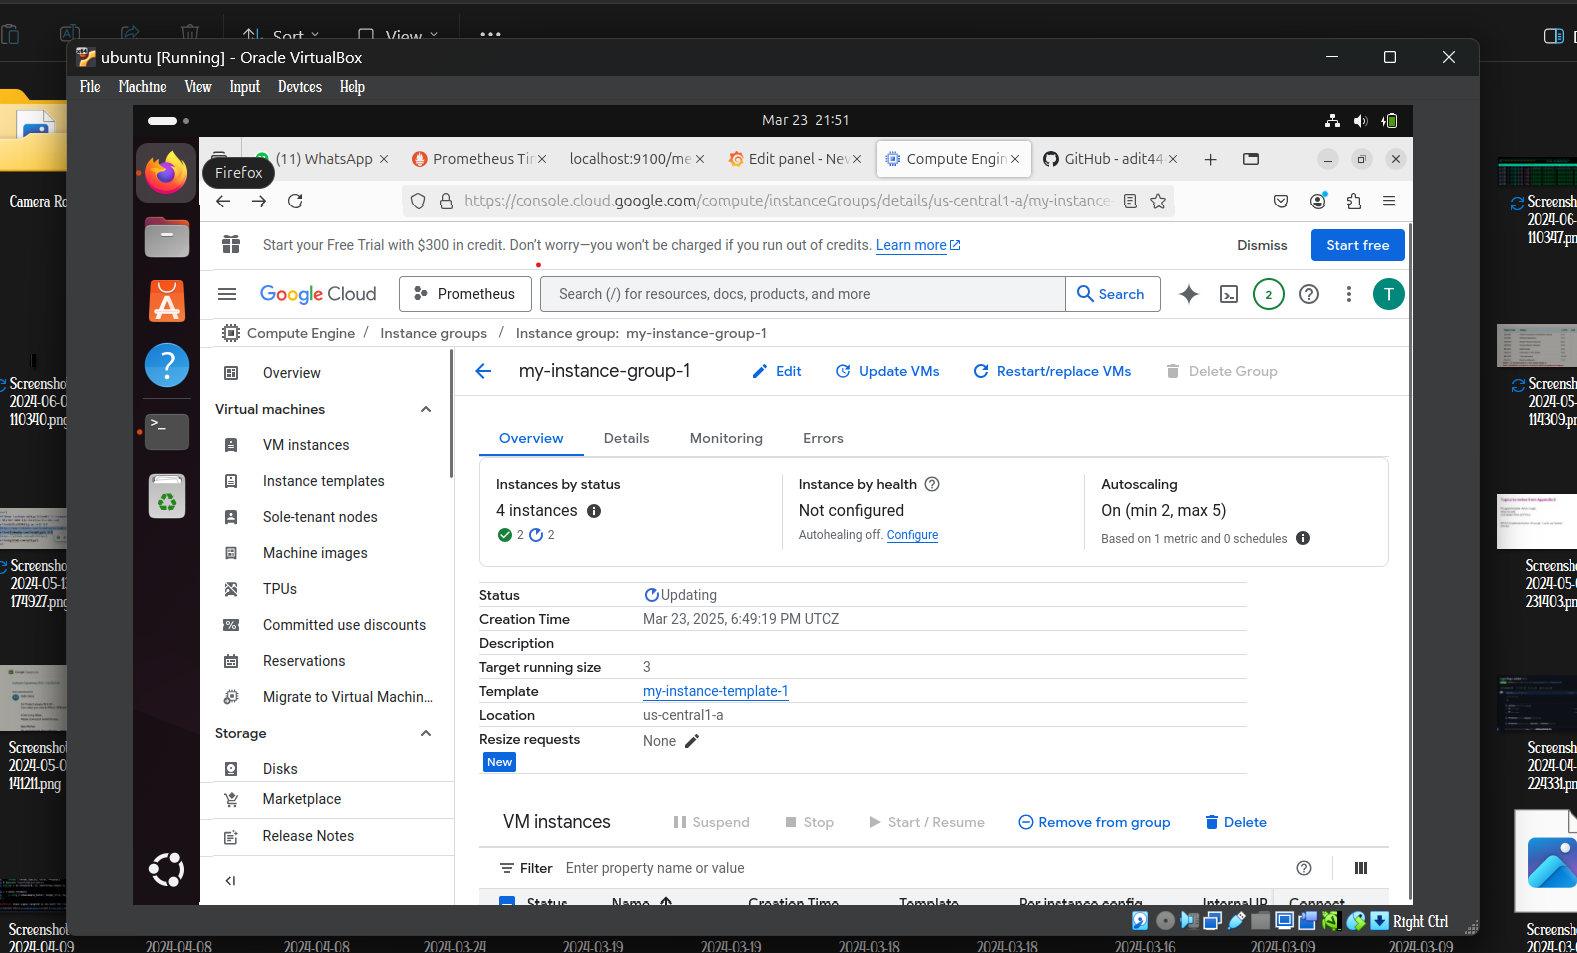 Sort
View
ubuntu [Running] - Oracle VirtualBox
File Machine View Input Devices Help
Mar 23 21:51
(11) WhatsApp
Prometheus Tir
localhost:9100/me
Edit panel - Nev
Compute Engin
GitHub - adit44
Firefox
https://console.cloud.google.com/compute/instanceGroups/details/us-central1-a/my-instance-
Start your Free Trial with $300 in credit. Don't worry—you won't be charged if you run out of credits. Learn more
Dismiss
Start free
Google Cloud
Prometheus
Search (/) for resources, docs, products, and more
Search
2
T
Compute Engine / Instance groups / Instance group: my-instance-group-1
Overview
Virtual machines
VM instances
Instance templates
Sole-tenant nodes
Machine images
TPUs
Committed use discounts
Reservations
Migrate to Virtual Machin...
Storage
Disks
Marketplace
Release Notes
my-instance-group-1
Edit
Update VMs
Restart/replace VMs
Delete Group
Overview
Details
Monitoring
Errors
Instances by status
4 instances
2 2
Instance by health
Not configured
Autohealing off. Configure
Autoscaling
On (min 2, max 5)
Based on 1 metric and 0 schedules
Status Updating
Creation Time Mar 23, 2025, 6:49:19 PM UTCZ
Description
Target running size 3
Template my-instance-template-1
Location us-central1-a
Resize requests None
New
VM instances
Suspend
Stop
Start / Resume
Remove from group
Delete
Filter Enter property name or value
Status Name Creation Time Template Per instance config Internal IP Connect
Right Ctrl
Camera Ro
Screensho
2024-06-0
110340.png
Screensho
2024-05-1
174927.png
Screensho
2024-05-0
141211.png
Screensho
2024-04-09
2024-04-08
2024-04-08
2024-03-24
2024-03-19
2024-03-19
2024-03-18
2024-03-18
2024-03-16
2024-03-09
2024-03-09
Screensh
2024-06-
110347.pn
Screensh
2024-05-
114309.pn
Screensh
2024-05-0
231403.pn
Screensh
2024-04-
224331.pn
Screensh
2024-03-0